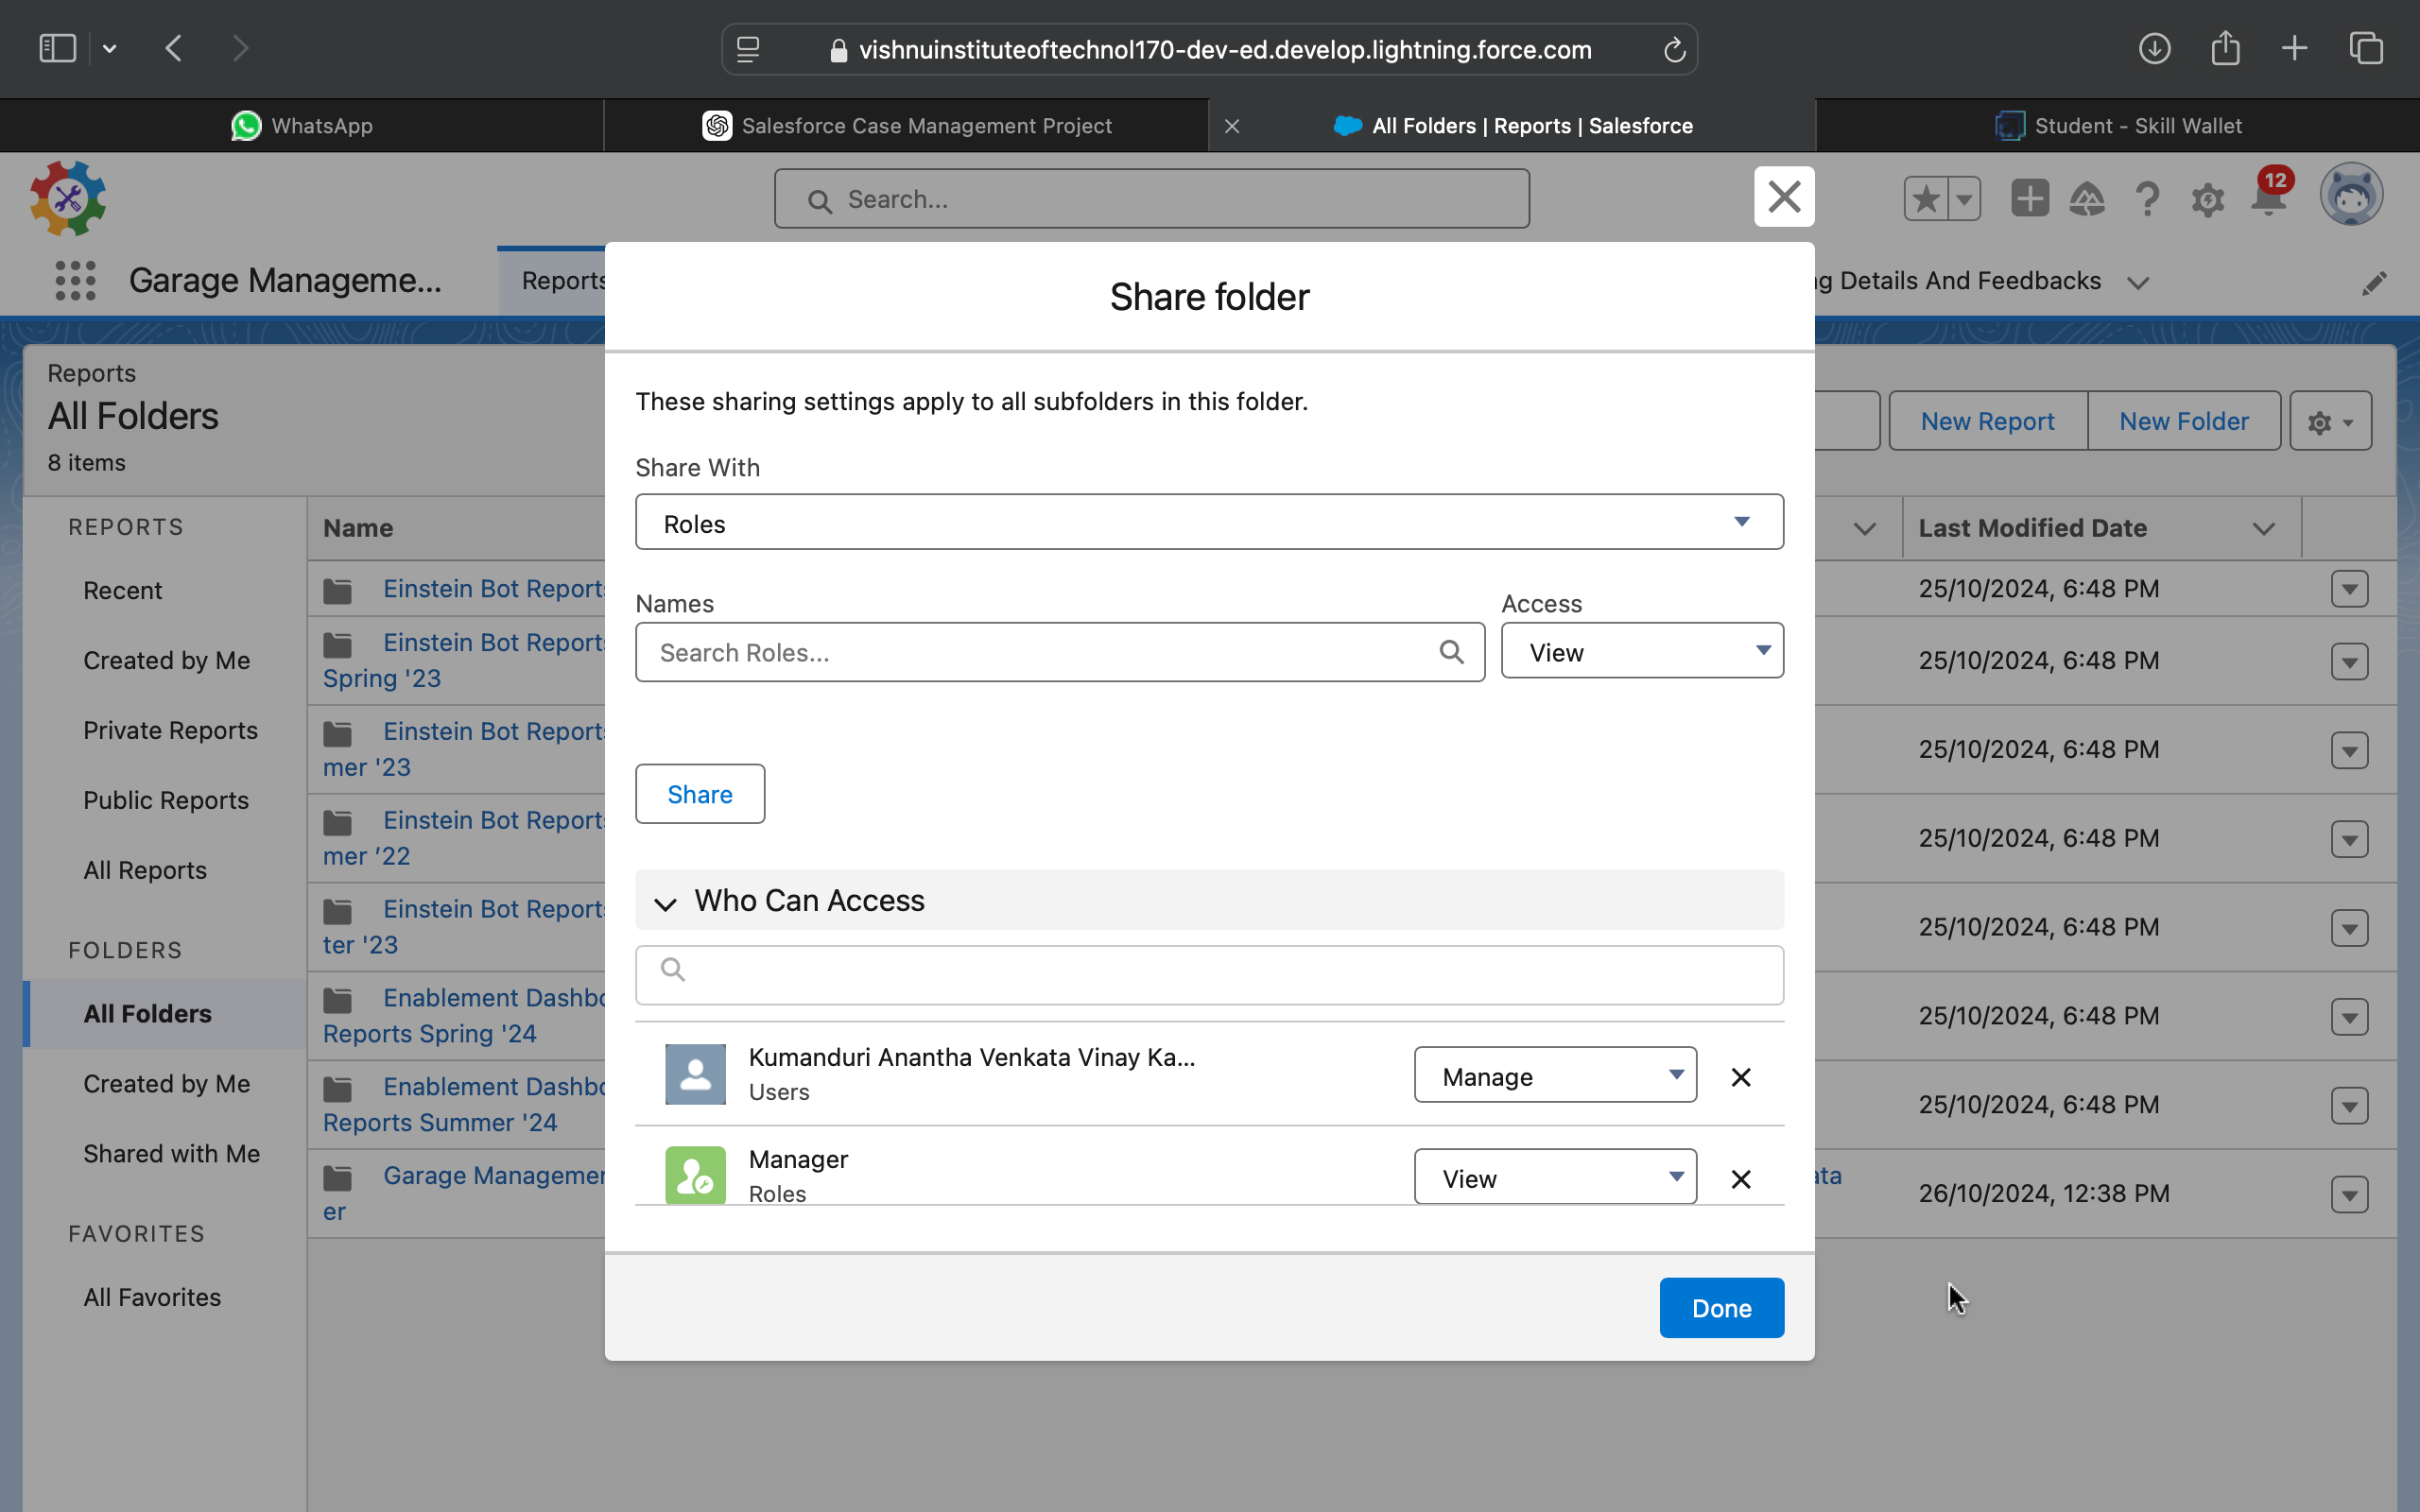 vishnuinstituteoftechnol170-dev-ed.develop.lightning.force.com
WhatsApp
Salesforce Case Management Project
All Folders | Reports | Salesforce
Student - Skill Wallet
Search...
12
Garage Manageme...
Reports
Details And Feedbacks
Share folder
Reports
All Folders
8 items
New Report
New Folder
These sharing settings apply to all subfolders in this folder.
Share With
Roles
Names
Access
Search Roles...
View
Share
Who Can Access
Kumanduri Anantha Venkata Vinay Ka...
Users
Manage
Manager
Roles
View
Done
REPORTS
Recent
Created by Me
Private Reports
Public Reports
All Reports
FOLDERS
All Folders
Created by Me
Shared with Me
FAVORITES
All Favorites
Name
Last Modified Date
Einstein Bot Reports
25/10/2024, 6:48 PM
Einstein Bot Reports
Spring '23
25/10/2024, 6:48 PM
Einstein Bot Reports
mer '23
25/10/2024, 6:48 PM
Einstein Bot Reports
mer '22
25/10/2024, 6:48 PM
Einstein Bot Reports
ter '23
25/10/2024, 6:48 PM
Enablement Dashbo
Reports Spring '24
25/10/2024, 6:48 PM
Enablement Dashbo
Reports Summer '24
25/10/2024, 6:48 PM
Garage Managemen
er
ata
26/10/2024, 12:38 PM